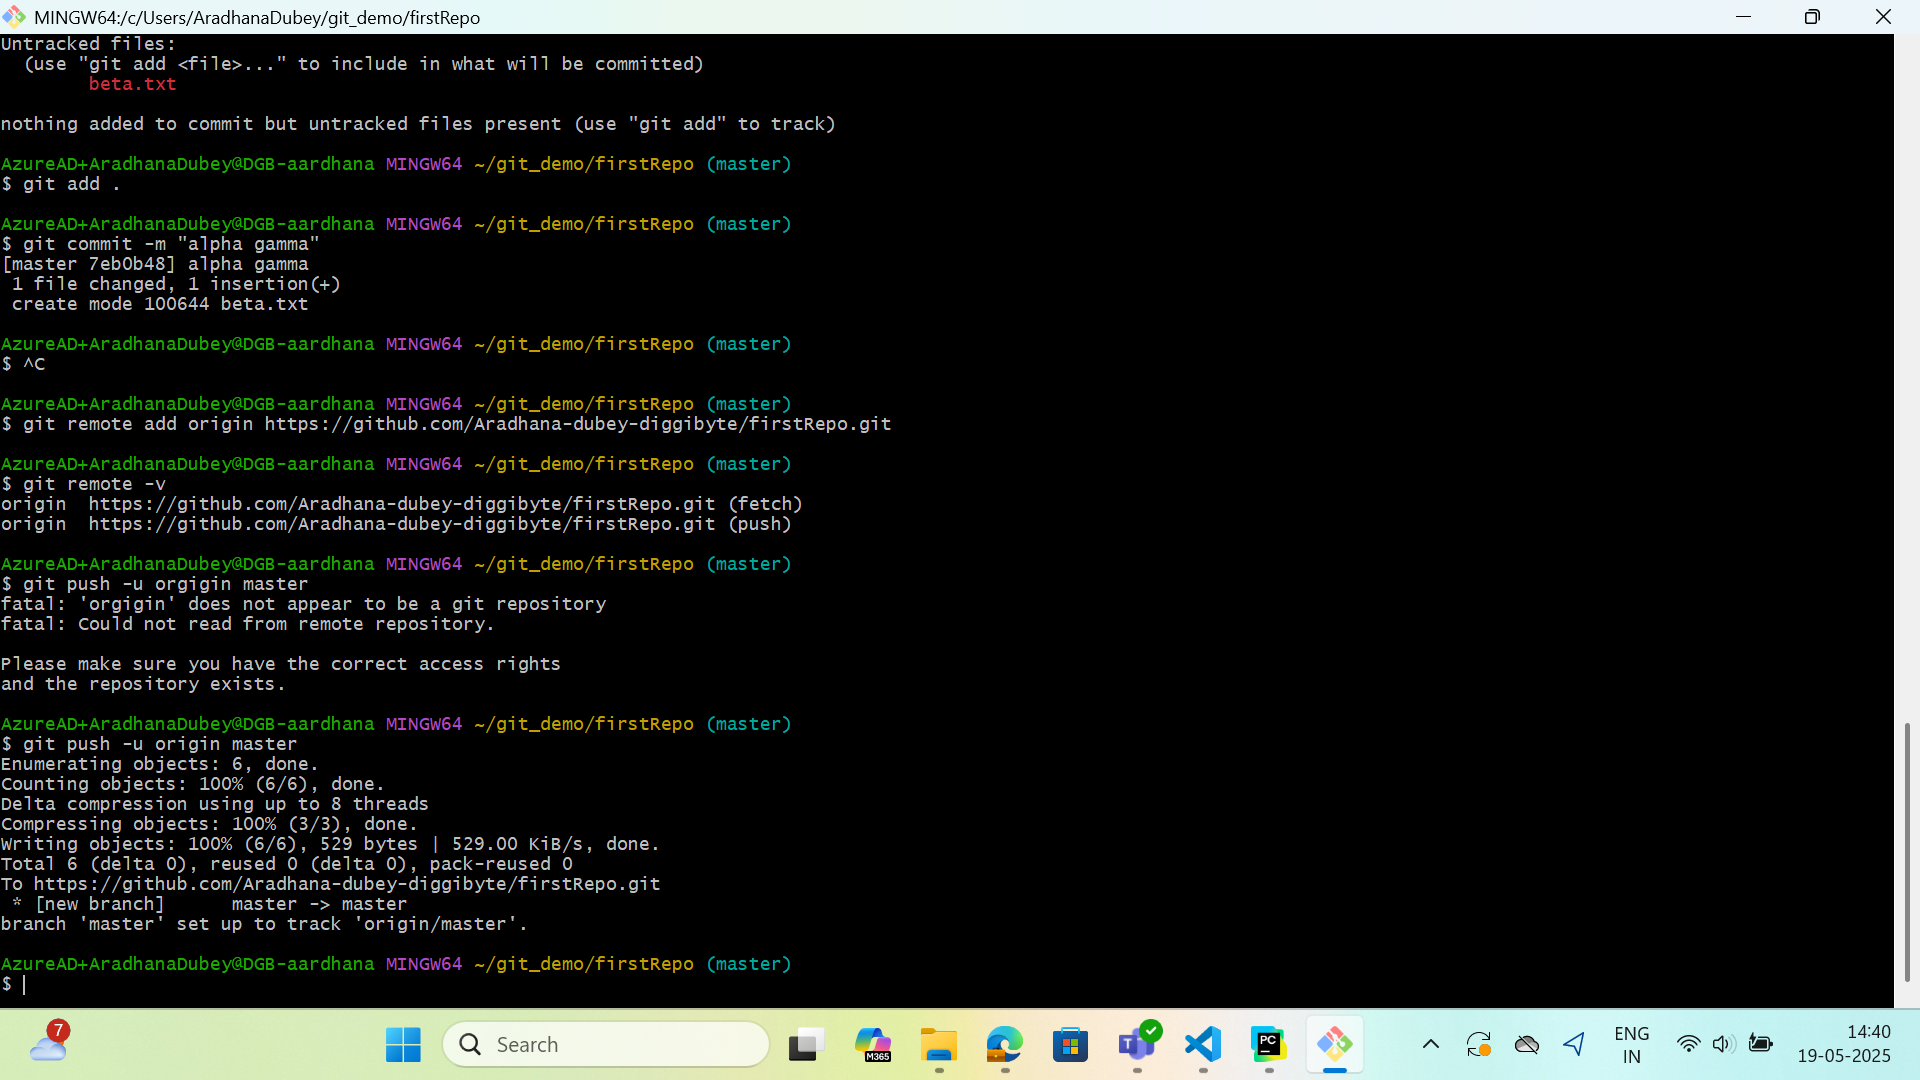 MINGW64:/c/Users/AradhanaDubey/git_demo/firstRepo
Untracked files:
  (use "git add <file>..." to include in what will be committed)
        beta.txt
nothing added to commit but untracked files present (use "git add" to track)
AzureAD+AradhanaDubey@DGB-aardhana MINGW64 ~/git_demo/firstRepo (master)
$ git add .
AzureAD+AradhanaDubey@DGB-aardhana MINGW64 ~/git_demo/firstRepo (master)
$ git commit -m "alpha gamma"
[master 7eb0b48] alpha gamma
 1 file changed, 1 insertion(+)
 create mode 100644 beta.txt
AzureAD+AradhanaDubey@DGB-aardhana MINGW64 ~/git_demo/firstRepo (master)
$ ^C
AzureAD+AradhanaDubey@DGB-aardhana MINGW64 ~/git_demo/firstRepo (master)
$ git remote add origin https://github.com/Aradhana-dubey-diggibyte/firstRepo.git
AzureAD+AradhanaDubey@DGB-aardhana MINGW64 ~/git_demo/firstRepo (master)
$ git remote -v
origin  https://github.com/Aradhana-dubey-diggibyte/firstRepo.git (fetch)
origin  https://github.com/Aradhana-dubey-diggibyte/firstRepo.git (push)
AzureAD+AradhanaDubey@DGB-aardhana MINGW64 ~/git_demo/firstRepo (master)
$ git push -u orgigin master
fatal: 'orgigin' does not appear to be a git repository
fatal: Could not read from remote repository.
Please make sure you have the correct access rights
and the repository exists.
AzureAD+AradhanaDubey@DGB-aardhana MINGW64 ~/git_demo/firstRepo (master)
$ git push -u origin master
Enumerating objects: 6, done.
Counting objects: 100% (6/6), done.
Delta compression using up to 8 threads
Compressing objects: 100% (3/3), done.
Writing objects: 100% (6/6), 529 bytes | 529.00 KiB/s, done.
Total 6 (delta 0), reused 0 (delta 0), pack-reused 0
To https://github.com/Aradhana-dubey-diggibyte/firstRepo.git
 * [new branch]      master -> master
branch 'master' set up to track 'origin/master'.
AzureAD+AradhanaDubey@DGB-aardhana MINGW64 ~/git_demo/firstRepo (master)
$
7
Search
M365
T
PC
ENG
IN
14:40
19-05-2025